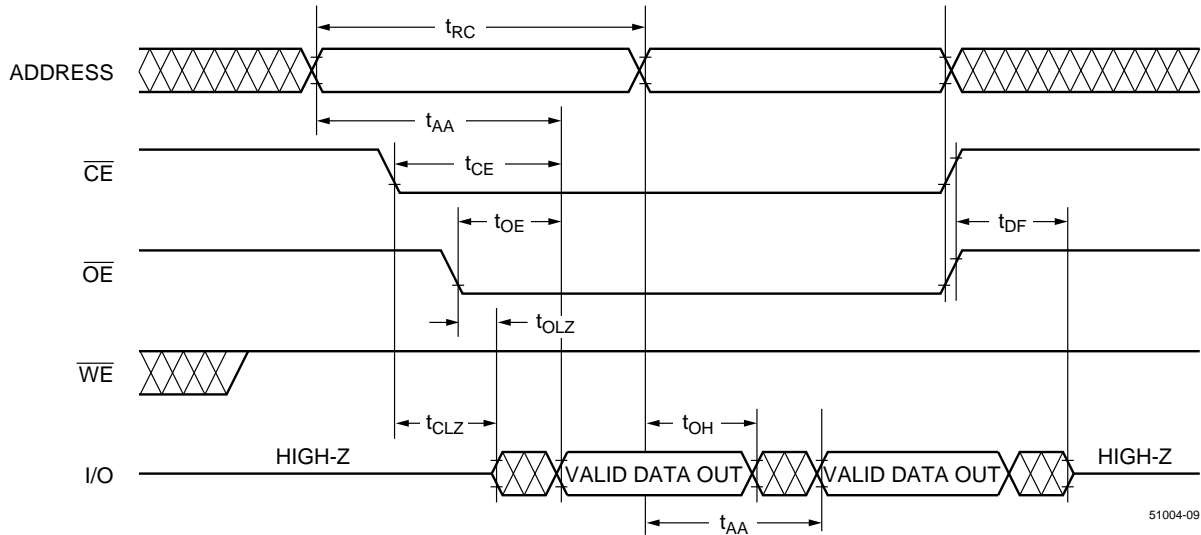 tRC
ADDRESS
tAA
CE
tCE
tOE
tDF
OE
tOLZ
WE
tCLZ
tOH
HIGH-Z
HIGH-Z
I/O
VALID DATA OUT
VALID DATA OUT
tAA
51004-09